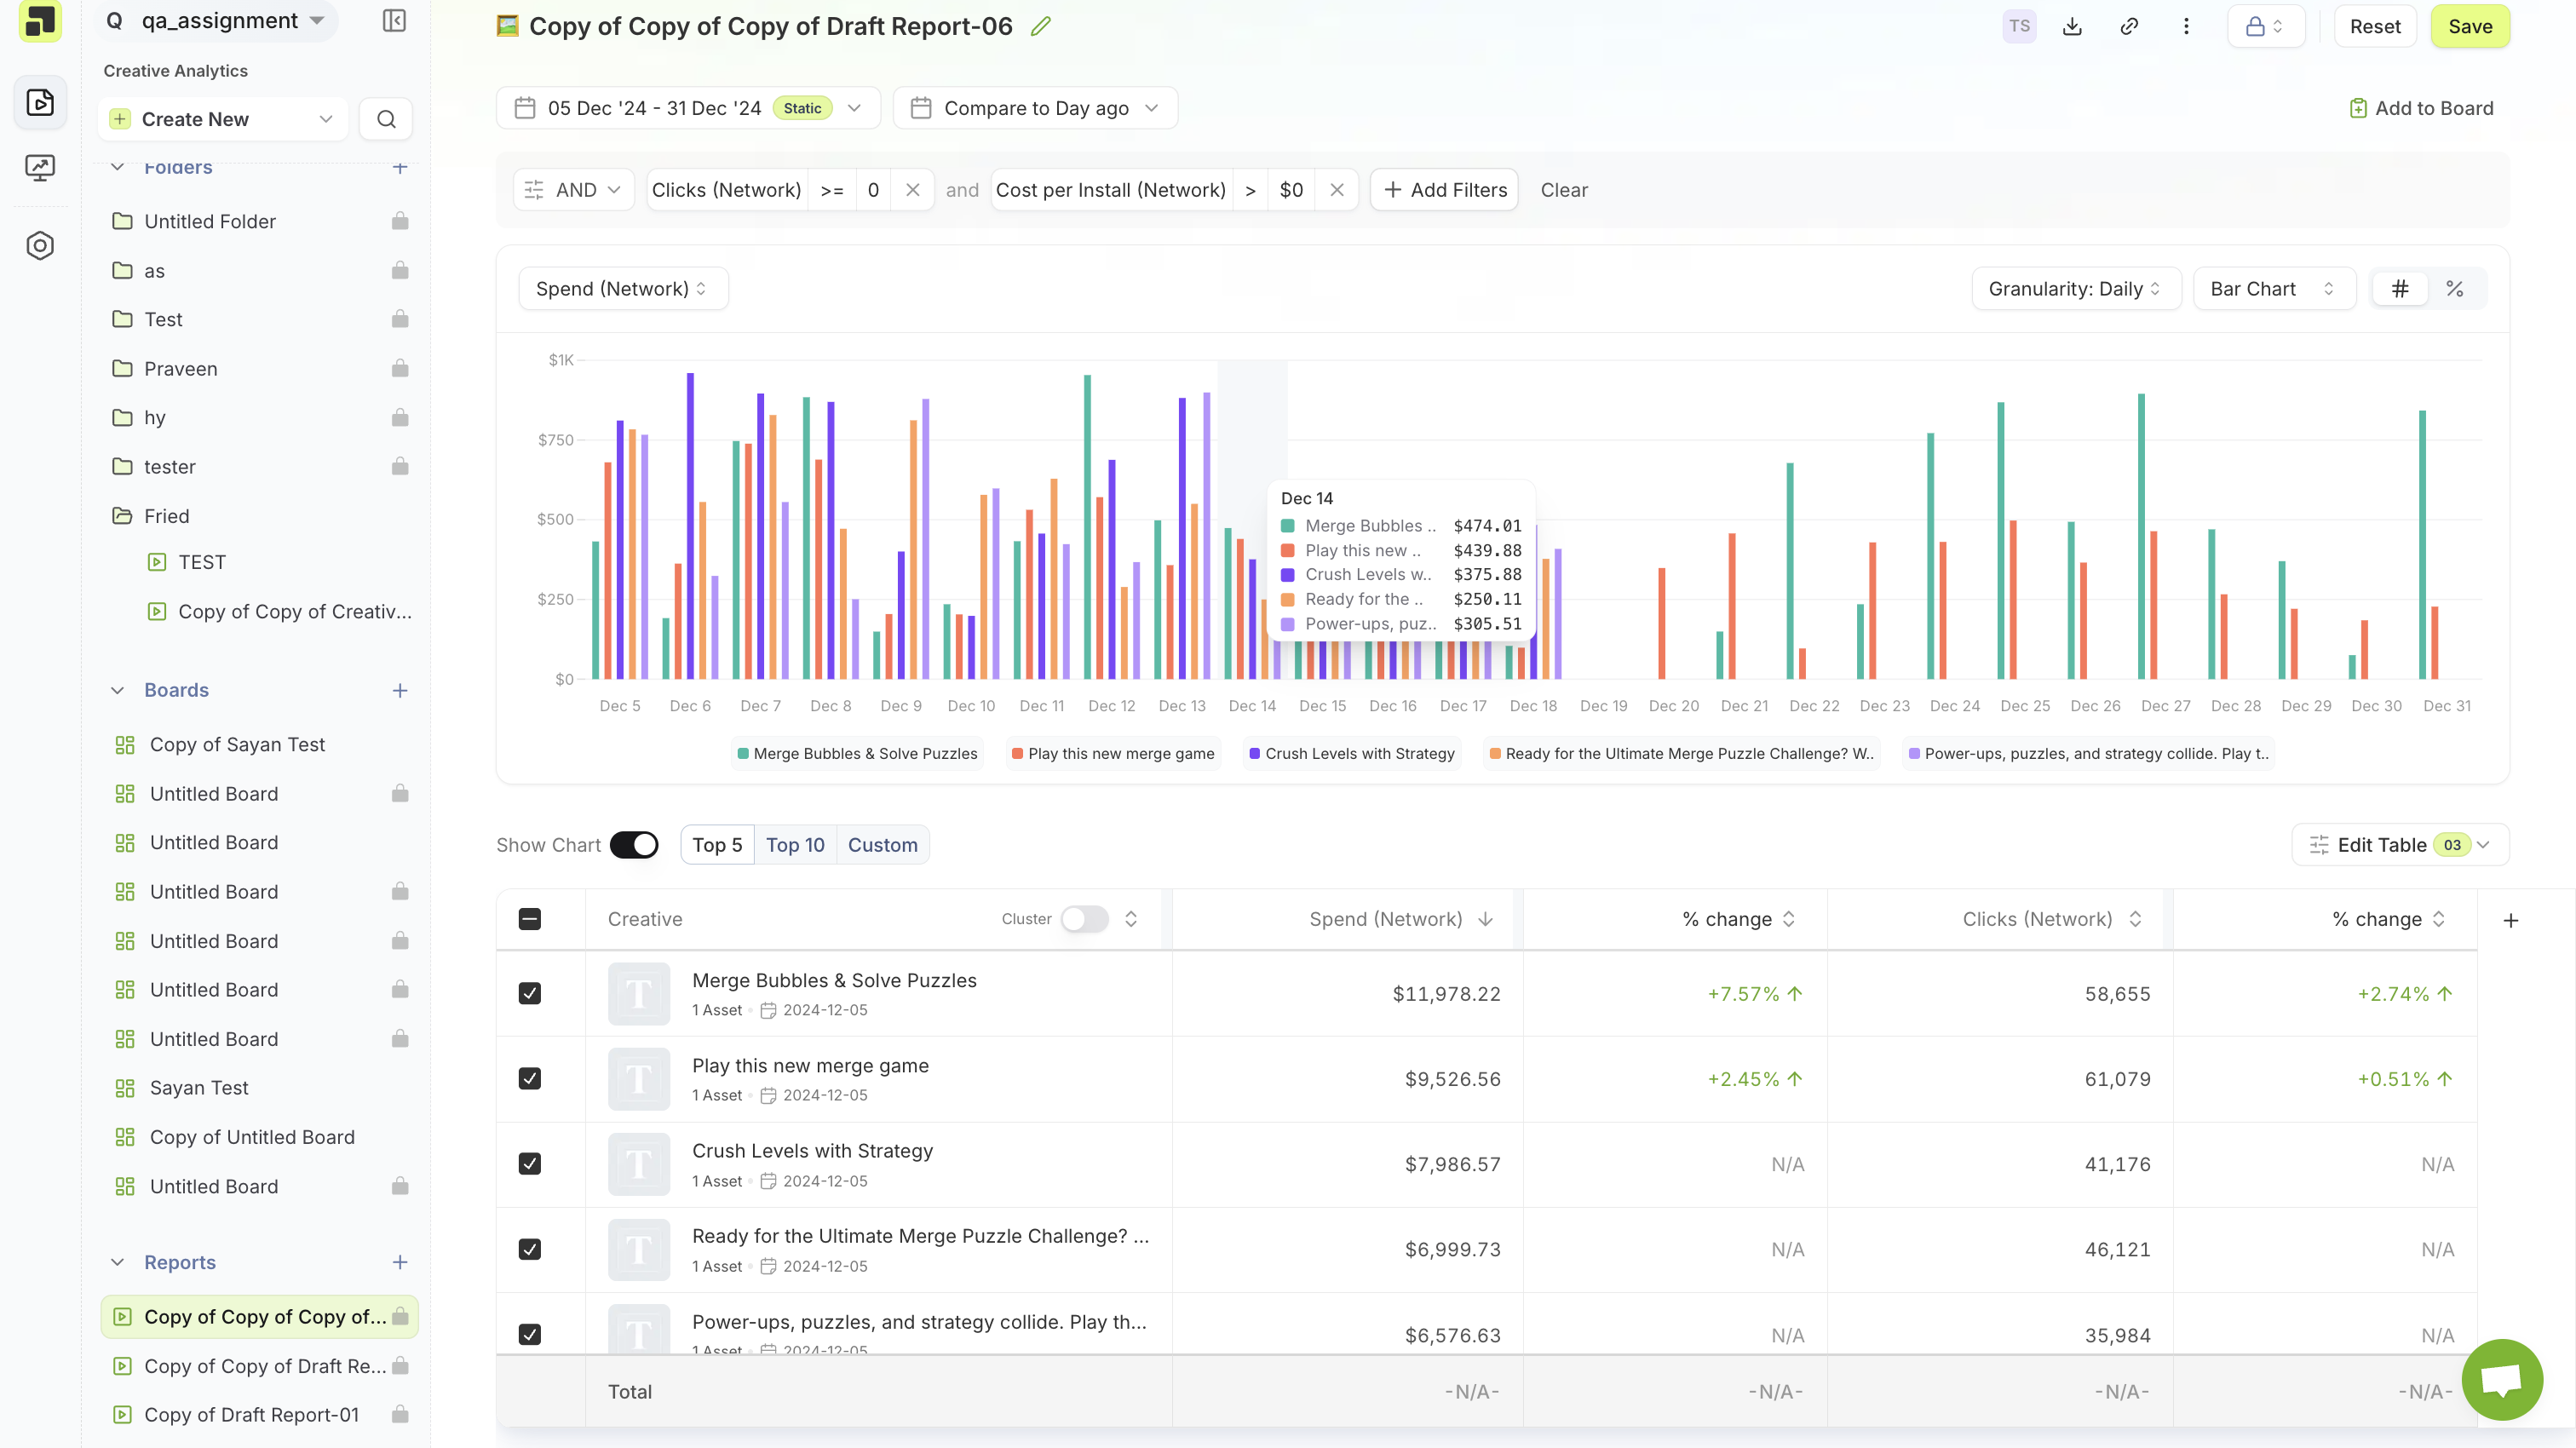 Q qa_assignment
Creative Analytics
Create New
Folders
Untitled Folder
as
Test
Praveen
hy
tester
Fried
TEST
Copy of Copy of Creativ...
Boards
Copy of Sayan Test
Untitled Board
Untitled Board
Untitled Board
Untitled Board
Untitled Board
Untitled Board
Sayan Test
Copy of Untitled Board
Untitled Board
Reports
Copy of Copy of Copy of...
Copy of Copy of Draft Re...
Copy of Draft Report-01
Copy of Copy of Copy of Draft Report-06
TS
Reset
Save
05 Dec '24 - 31 Dec '24 Static
Compare to Day ago
Add to Board
AND
Clicks (Network) >= 0
and
Cost per Install (Network) > $0
Add Filters
Clear
Spend (Network)
Granularity: Daily
Bar Chart
# %
$1K
$750
$500
$250
$0
Dec 14
Merge Bubbles .. $474.01
Play this new .. $439.88
Crush Levels w.. $375.88
Ready for the .. $250.11
Power-ups, puz.. $305.51
Dec 5 Dec 6 Dec 7 Dec 8 Dec 9 Dec 10 Dec 11 Dec 12 Dec 13 Dec 14 Dec 15 Dec 16 Dec 17 Dec 18 Dec 19 Dec 20 Dec 21 Dec 22 Dec 23 Dec 24 Dec 25 Dec 26 Dec 27 Dec 28 Dec 29 Dec 30 Dec 31
Merge Bubbles & Solve Puzzles Play this new merge game Crush Levels with Strategy Ready for the Ultimate Merge Puzzle Challenge? W.. Power-ups, puzzles, and strategy collide. Play t..
Show Chart
Top 5 Top 10 Custom
Edit Table 03
Creative Cluster Spend (Network) % change Clicks (Network) % change
T
Merge Bubbles & Solve Puzzles
1 Asset 2024-12-05
$11,978.22 +7.57% 58,655 +2.74%
T
Play this new merge game
1 Asset 2024-12-05
$9,526.56 +2.45% 61,079 +0.51%
T
Crush Levels with Strategy
1 Asset 2024-12-05
$7,986.57 N/A 41,176 N/A
T
Ready for the Ultimate Merge Puzzle Challenge? ...
1 Asset 2024-12-05
$6,999.73 N/A 46,121 N/A
T
Power-ups, puzzles, and strategy collide. Play th...
1 Asset 2024-12-05
$6,576.63 N/A 35,984 N/A
Total -N/A- -N/A- -N/A- -N/A-